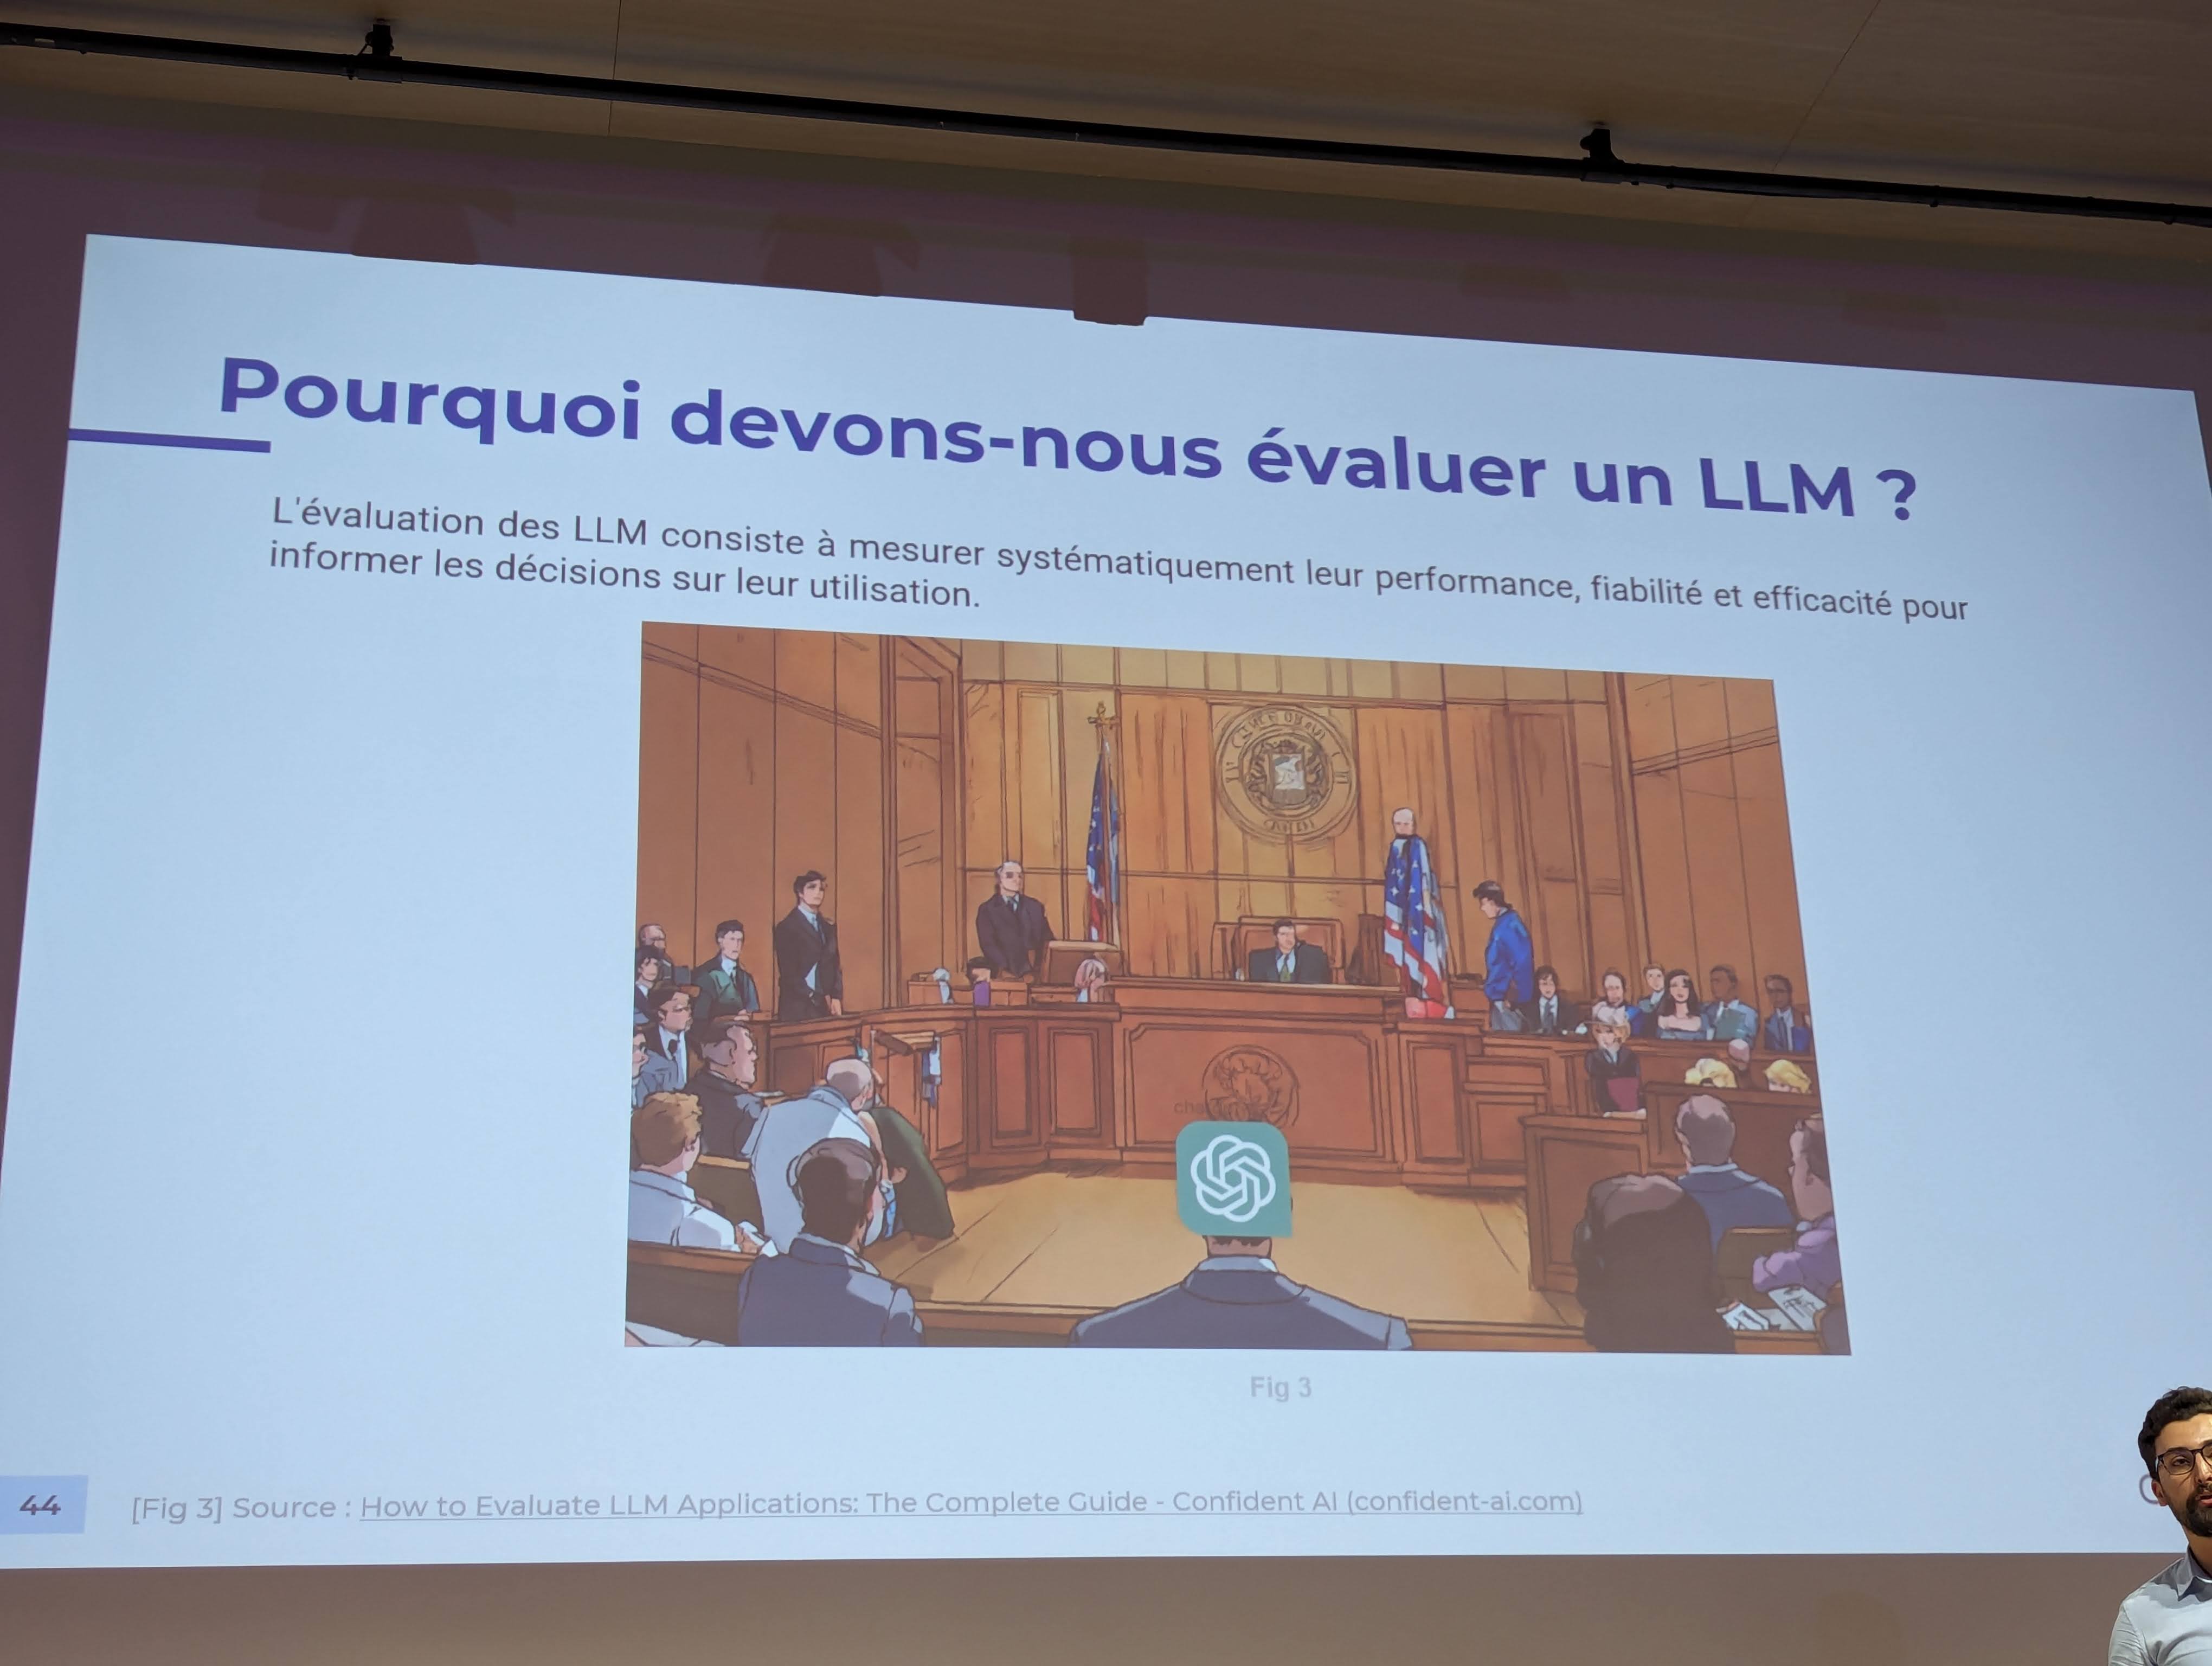 Pourquoi devons-nous évaluer un LLM ?
L'évaluation des LLM consiste à mesurer systématiquement leur performance, fiabilité et efficacité pour
informer les décisions sur leur utilisation.
Fig 3
44
[Fig 3] Source : How to Evaluate LLM Applications: The Complete Guide - Confident AI (confident-ai.com)